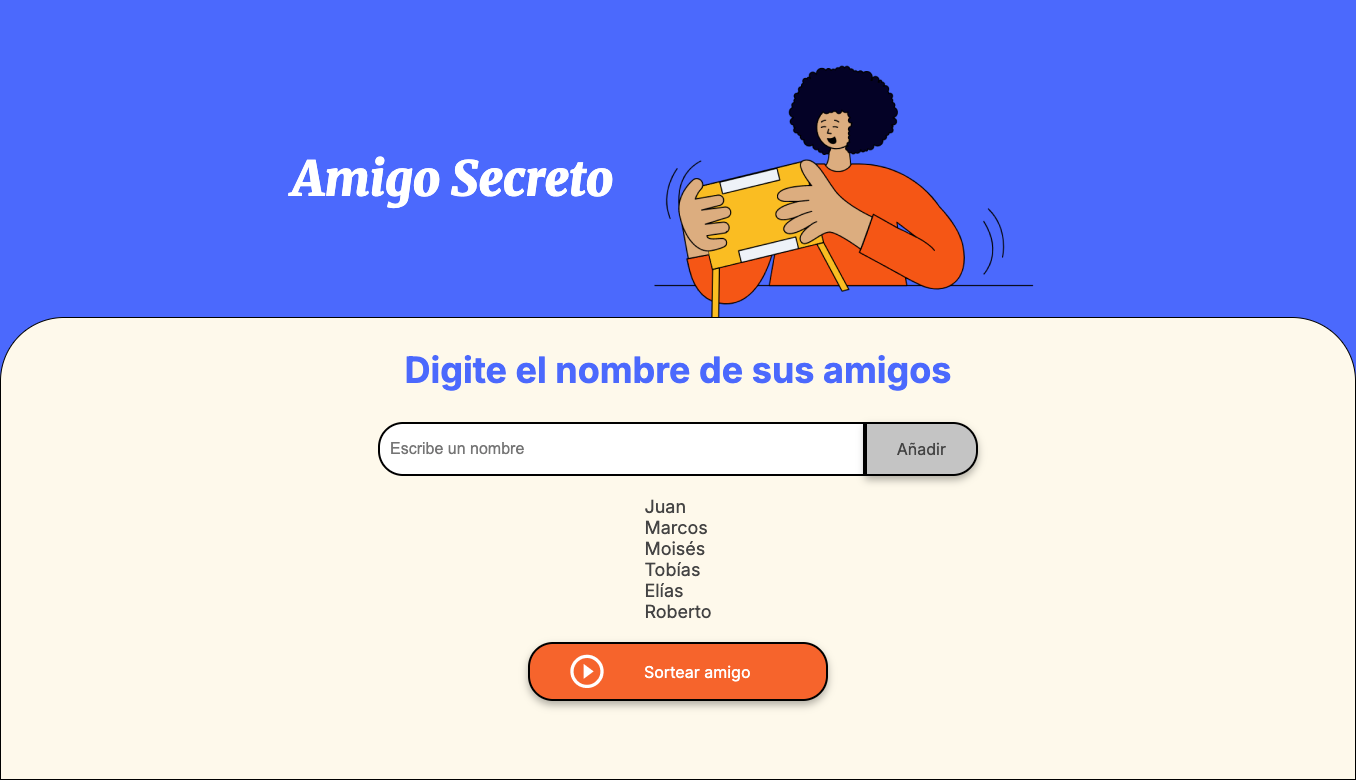 Amigo Secreto
Digite el nombre de sus amigos
Escribe un nombre
Añadir
Juan
Marcos
Moisés
Tobías
Elías
Roberto
Sortear amigo